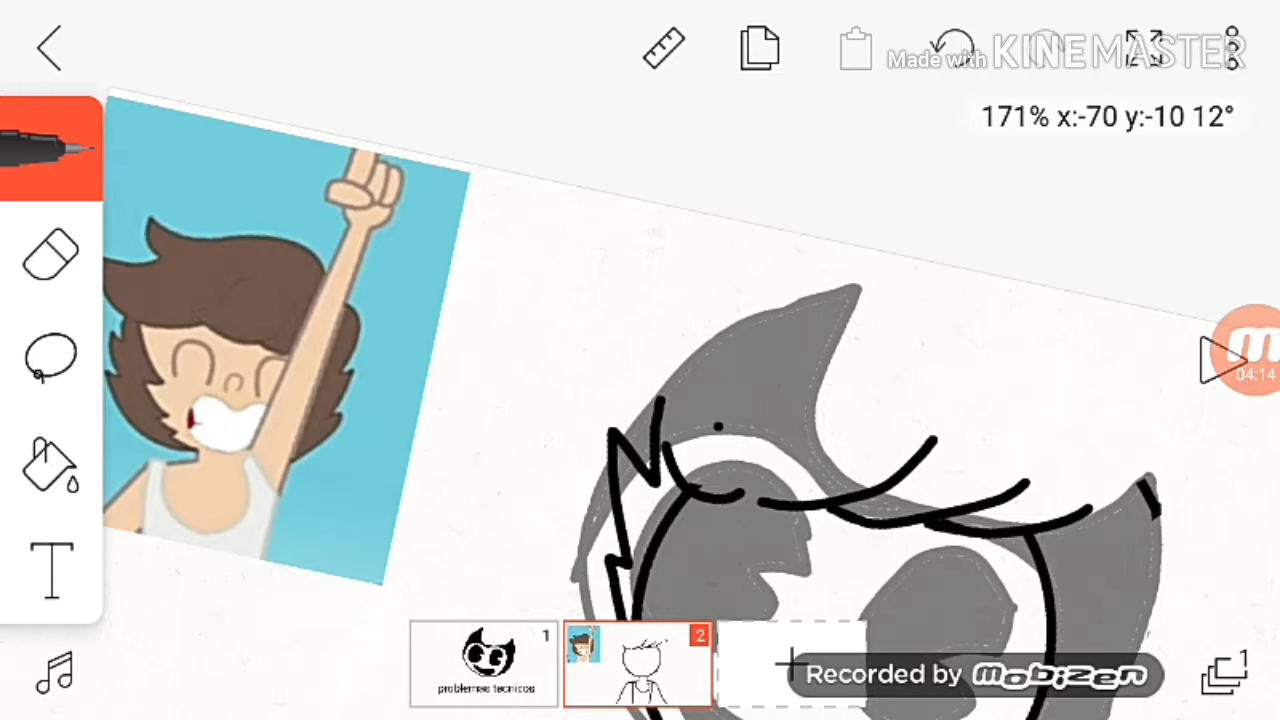 Made with KINEMASTER
171% x:-70 y:-10 12°
04:14
1
2
problemas tecnicos
Recorded by mobizen
1
T